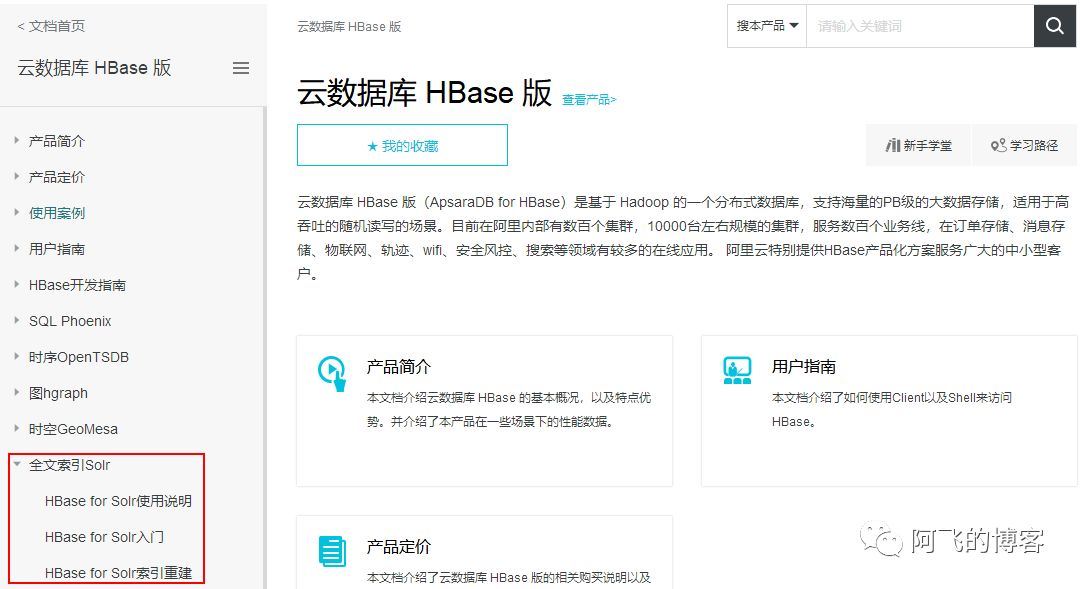 < 文档首页
云数据库 HBase 版
产品简介
产品定价
使用案例
用户指南
HBase开发指南
SQL Phoenix
时序OpenTSDB
图hgraph
时空GeoMesa
全文索引Solr
HBase for Solr使用说明
HBase for Solr入门
HBase for Solr索引重建
云数据库 HBase 版
搜本产品
请输入关键词
云数据库 HBase 版 查看产品>
★ 我的收藏
新手学堂
学习路径
云数据库 HBase 版（ApsaraDB for HBase）是基于 Hadoop 的一个分布式数据库，支持海量的PB级的大数据存储，适用于高
吞吐的随机读写的场景。目前在阿里内部有数百个集群，10000台左右规模的集群，服务数百个业务线，在订单存储、消息存
储、物联网、轨迹、wifi、安全风控、搜索等领域有较多的在线应用。 阿里云特别提供HBase产品化方案服务广大的中小型客
户。
产品简介
本文档介绍云数据库 HBase 的基本概况，以及特点优
势。并介绍了本产品在一些场景下的性能数据。
用户指南
本文档介绍了如何使用Client以及Shell来访问
HBase。
产品定价
本文档介绍了云数据库 HBase 版的相关购买说明以及
阿飞的博客